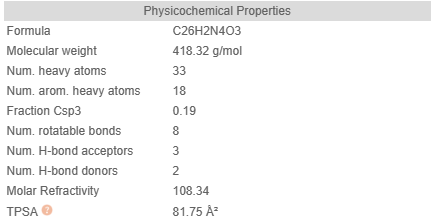 Physicochemical Properties
Formula C26H2N4O3
Molecular weight 418.32 g/mol
Num. heavy atoms 33
Num. arom. heavy atoms 18
Fraction Csp3 0.19
Num. rotatable bonds 8
Num. H-bond acceptors 3
Num. H-bond donors 2
Molar Refractivity 108.34
TPSA ? 81.75 Å²